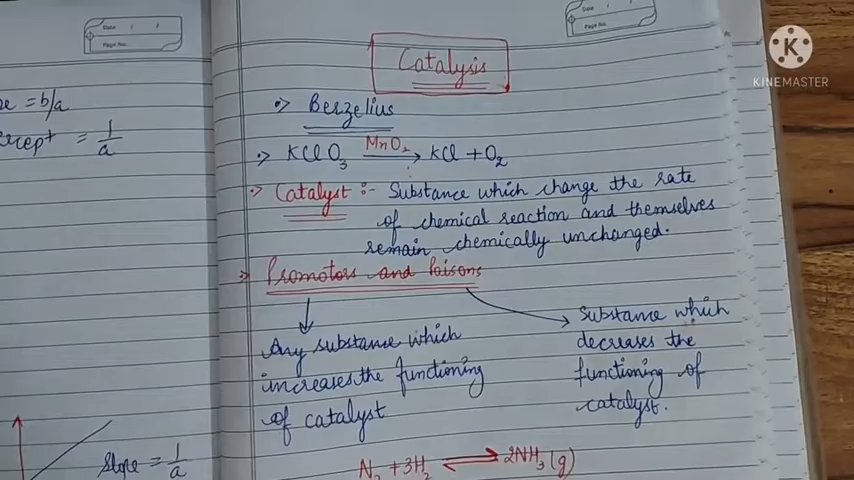 Date / /
Page No.
Date / /
Page No.
K
KINEMASTER
= b/a
= 1/a
Slope = 1/a
Catalysis
Berzelius
KClO3 MnO2→ KCl + O2
Catalyst :- Substance which change the rate
of chemical reaction and themselves
remain chemically unchanged.
Promotors and Poisons
Any substance which
increases the functioning
of catalyst
Substance which
decreases the
functioning of
catalyst.
N2 + 3H2 ⇌ 2NH3(g)